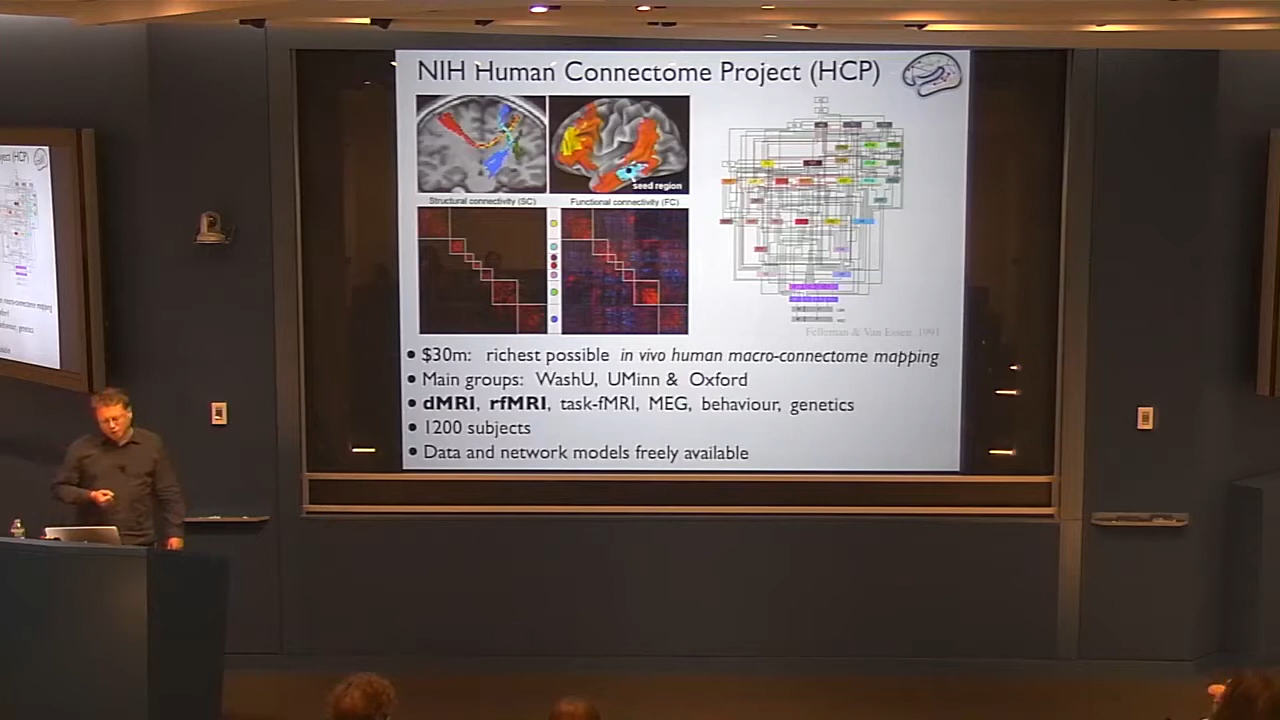 NIH Human Connectome Project (HCP)
seed region
Structural connectivity (SC)
Functional connectivity (FC)
Felleman & Van Essen, 1991
• $30m: richest possible in vivo human macro-connectome mapping
• Main groups: WashU, UMinn & Oxford
• dMRI, rfMRI, task-fMRI, MEG, behaviour, genetics
• 1200 subjects
• Data and network models freely available